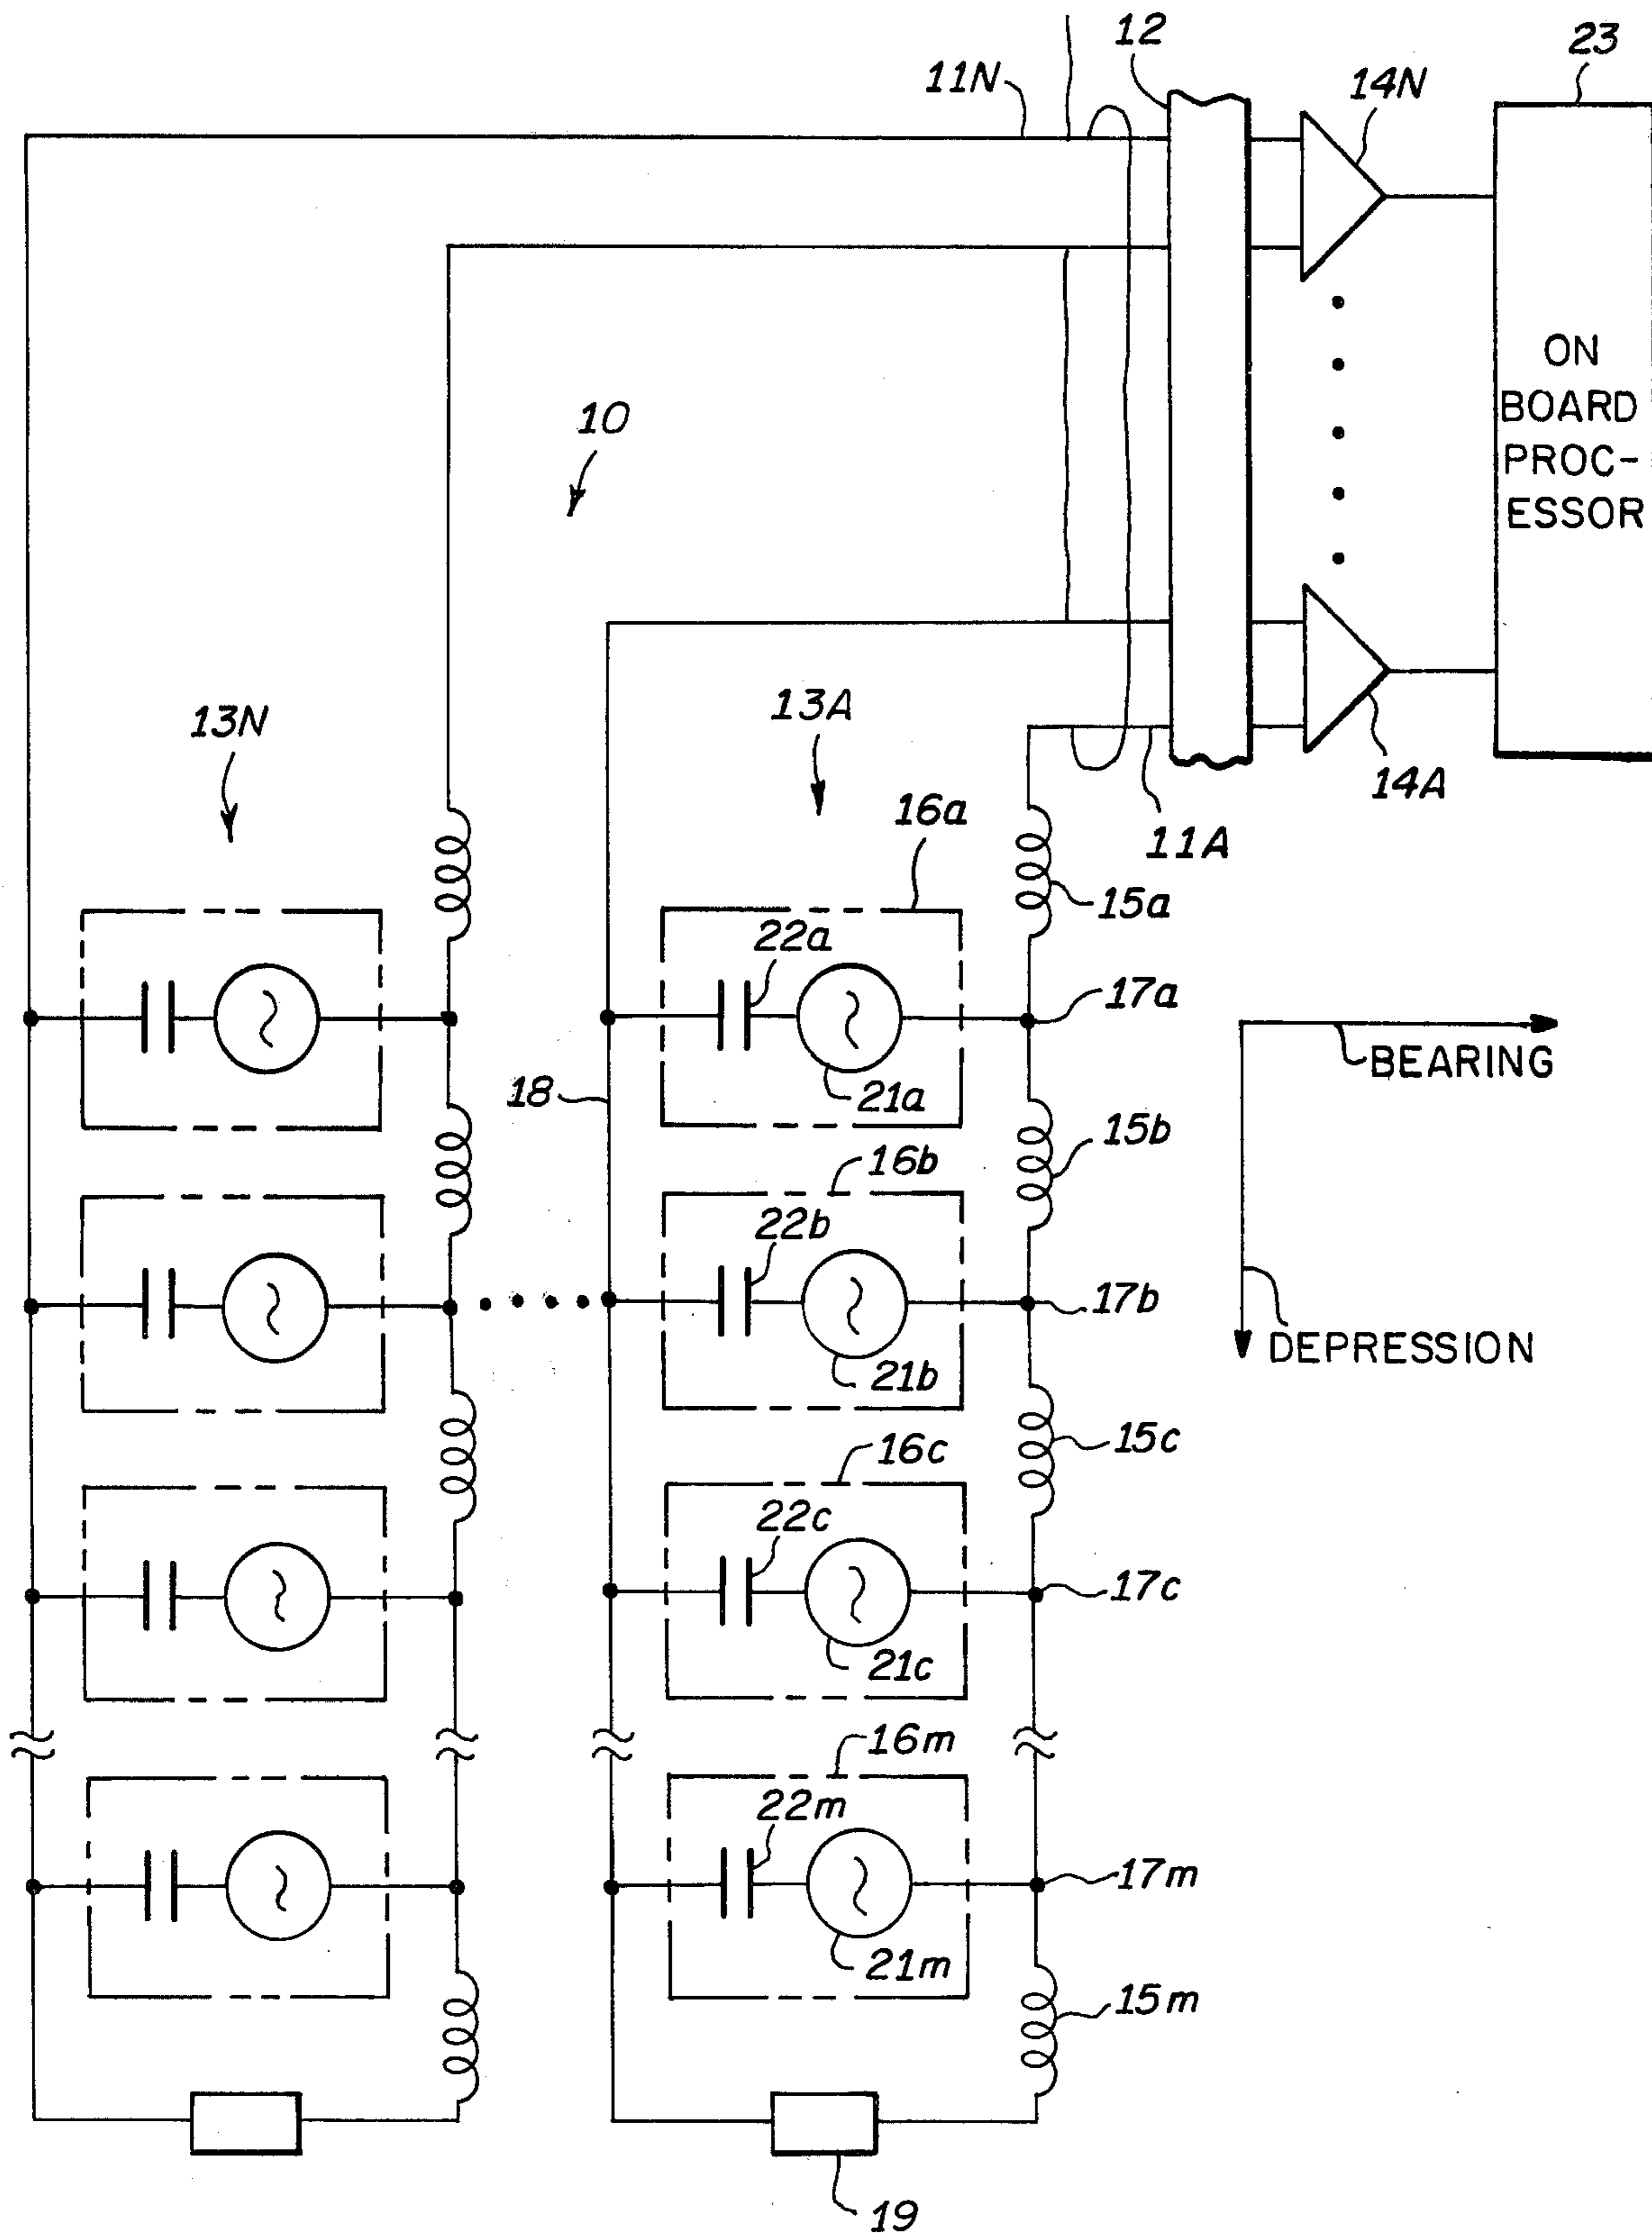 12
23
11N
14N
10
ON
BOARD
PROC-
ESSOR
13N
13A
14A
16a
11A
15a
22a
17a
18
21a
BEARING
15b
16b
22b
17b
21b
DEPRESSION
16c
15c
22c
17c
21c
16m
22m
17m
21m
15m
19